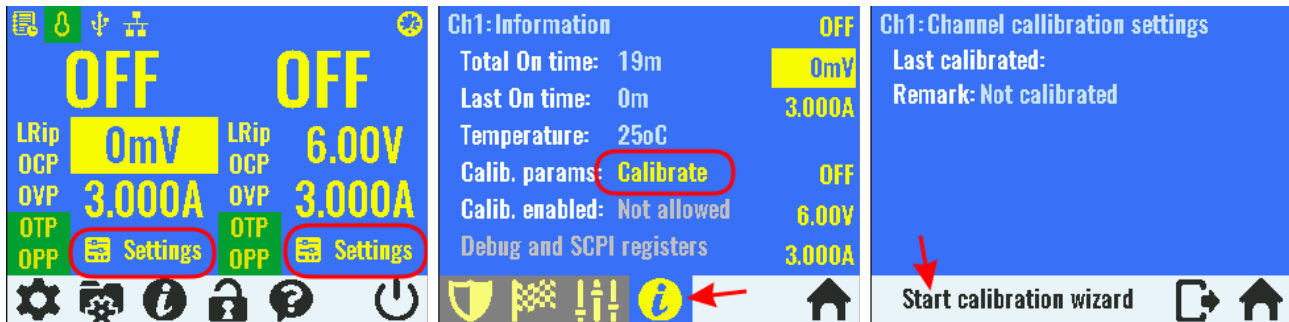 OFF OFF
LRip 0mV LRip 6.00V
OCP OCP
OVP 3.000A OVP 3.000A
OTP OTP
OPP Settings OPP Settings
Ch1: Information OFF
Total On time: 19m 0mV
Last On time: 0m 3.000A
Temperature: 25oC
Calib. params: Calibrate OFF
Calib. enabled: Not allowed 6.00V
Debug and SCPI registers 3.000A
Ch1: Channel callibration settings
Last calibrated:
Remark: Not calibrated
Start calibration wizard